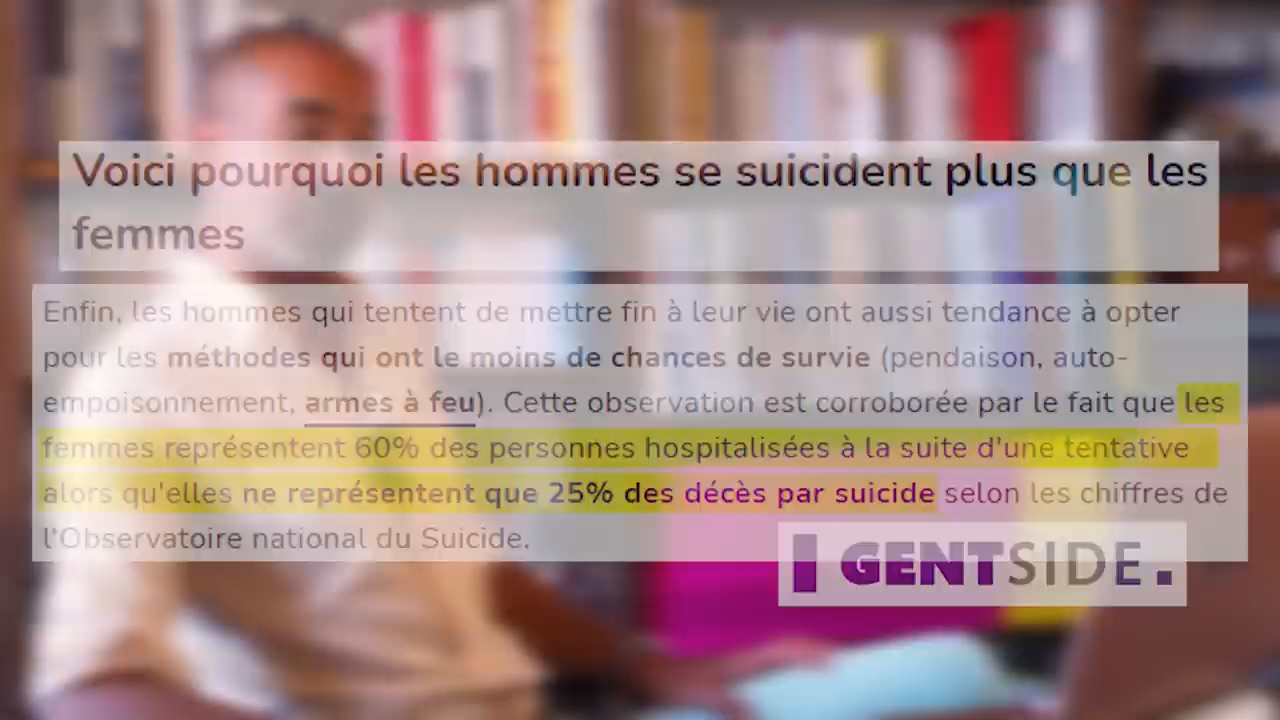 Voici pourquoi les hommes se suicident plus que les
femmes
Enfin, les hommes qui tentent de mettre fin à leur vie ont aussi tendance à opter
pour les méthodes qui ont le moins de chances de survie (pendaison, auto-
empoisonnement, armes à feu). Cette observation est corroborée par le fait que les
femmes représentent 60% des personnes hospitalisées à la suite d'une tentative
alors qu'elles ne représentent que 25% des décès par suicide selon les chiffres de
l'Observatoire national du Suicide.
GENTSIDE.